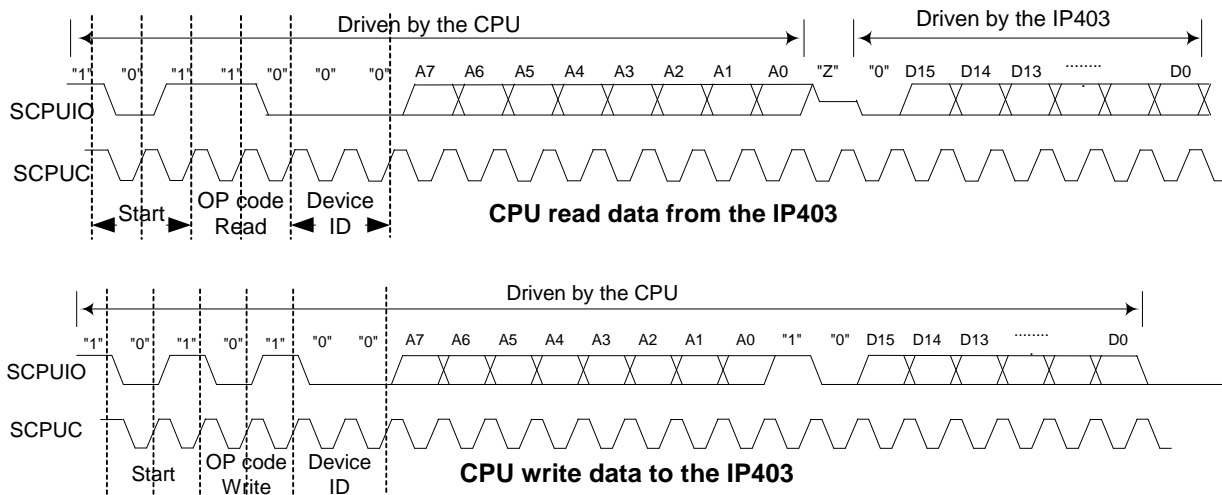 Driven by the CPU Driven by the IP403
"1" "0" "1" "1" "0" "0" "0" A7 A6 A5 A4 A3 A2 A1 A0 "Z" "0" D15 D14 D13 ........ D0
SCPUIO
SCPUC
Start OP code Read Device ID
CPU read data from the IP403
Driven by the CPU
"1" "0" "1" "0" "1" "0" "0" A7 A6 A5 A4 A3 A2 A1 A0 "1" "0" D15 D14 D13 ........ D0
SCPUIO
SCPUC
Start OP code Write Device ID
CPU write data to the IP403